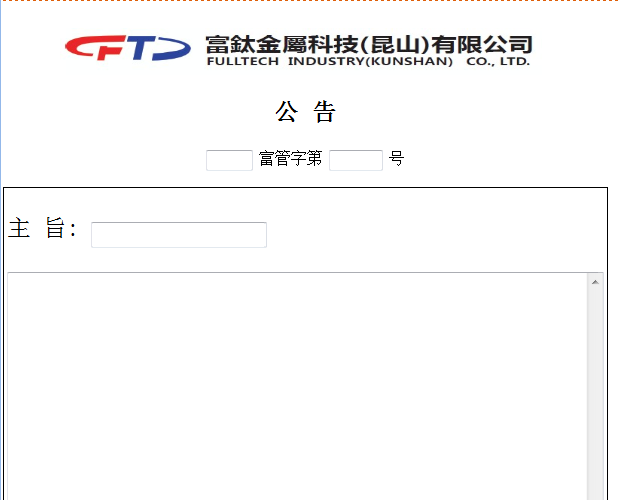 FTD 富鈦金屬科技(昆山)有限公司
FULLTECH INDUSTRY(KUNSHAN) CO., LTD.
公 告
富管字第 号
主 旨: